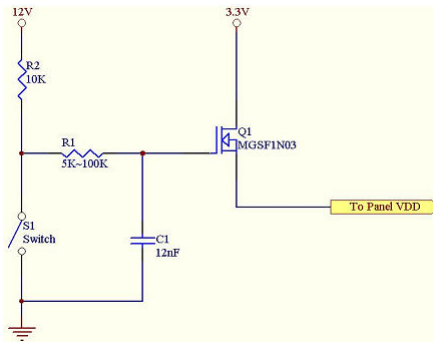 12V
3.3V
R2
10K
Q1
MGSF1N03
R1
5K~100K
To Panel VDD
S1
Switch
C1
12nF